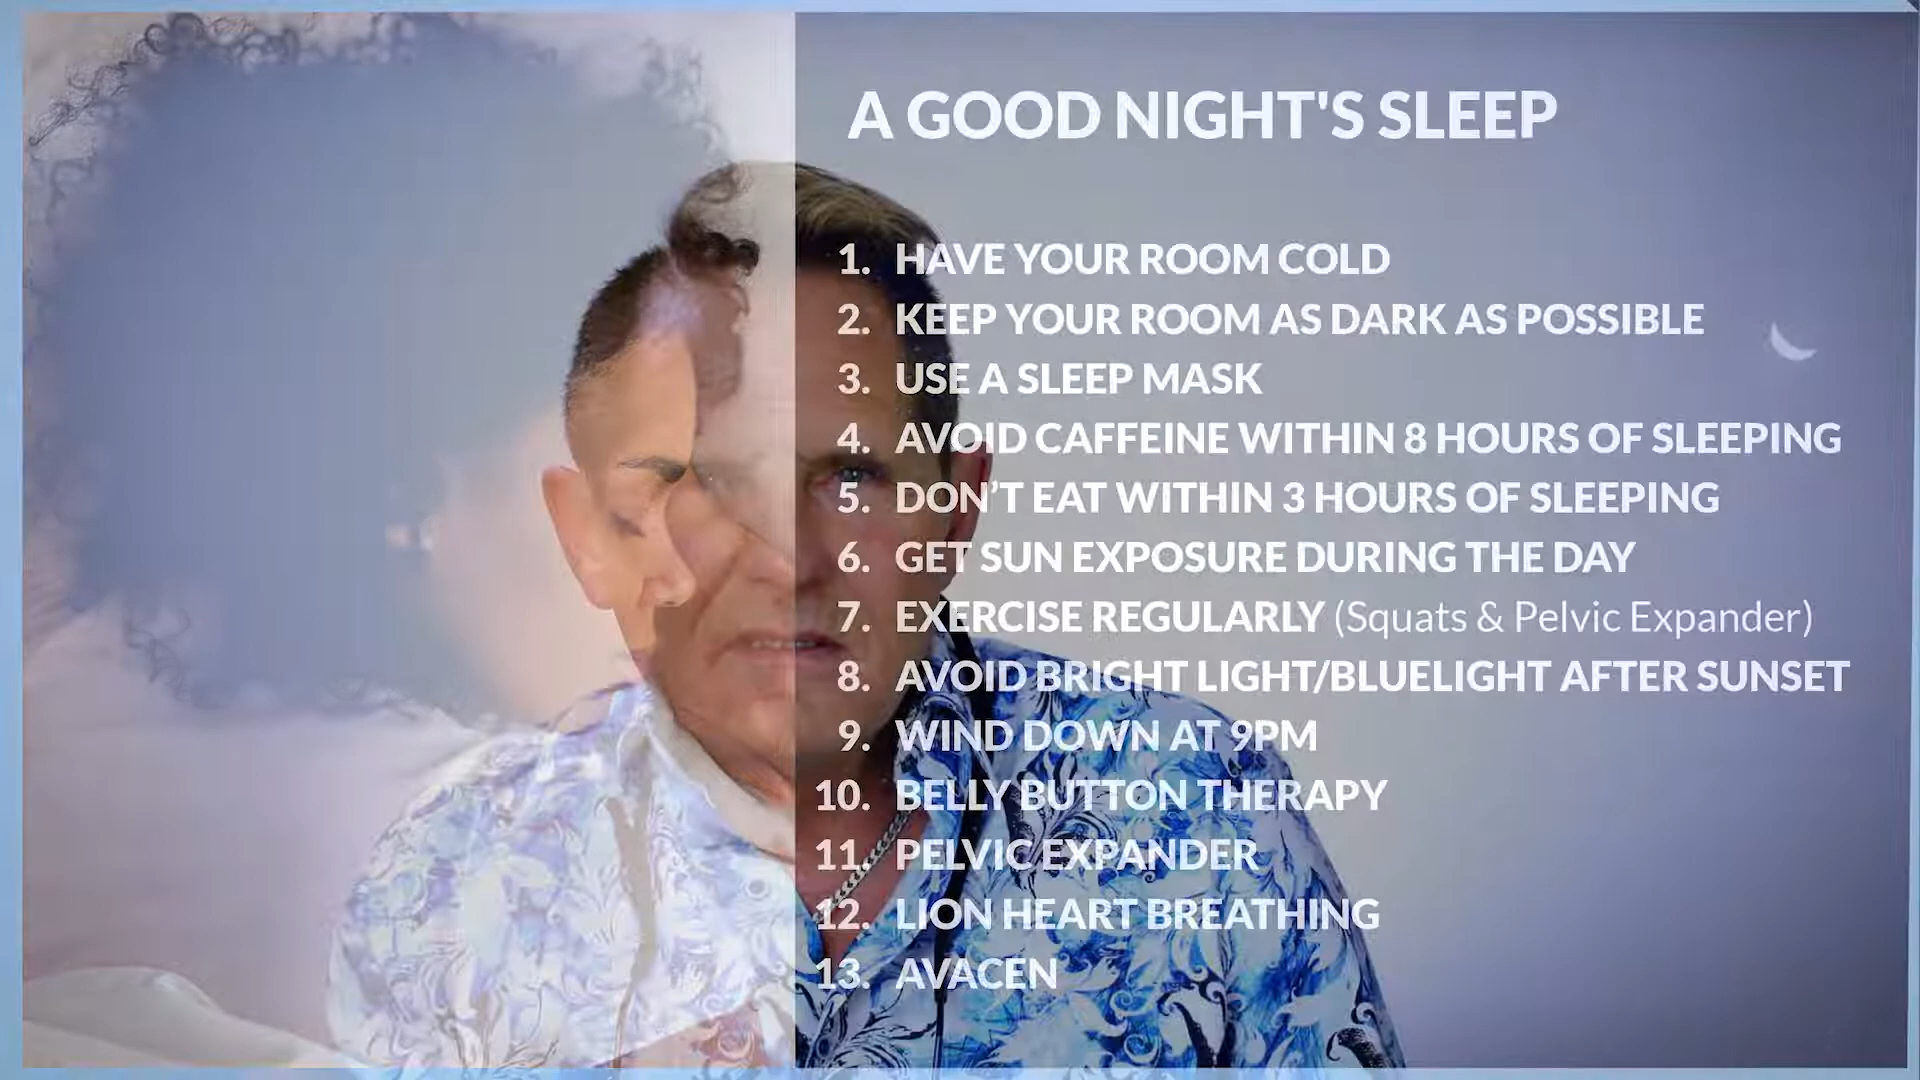 A GOOD NIGHT'S SLEEP
1. HAVE YOUR ROOM COLD
2. KEEP YOUR ROOM AS DARK AS POSSIBLE
3. USE A SLEEP MASK
4. AVOID CAFFEINE WITHIN 8 HOURS OF SLEEPING
5. DON’T EAT WITHIN 3 HOURS OF SLEEPING
6. GET SUN EXPOSURE DURING THE DAY
7. EXERCISE REGULARLY (Squats & Pelvic Expander)
8. AVOID BRIGHT LIGHT/BLUELIGHT AFTER SUNSET
9. WIND DOWN AT 9PM
10. BELLY BUTTON THERAPY
11. PELVIC EXPANDER
12. LION HEART BREATHING
13. AVACEN